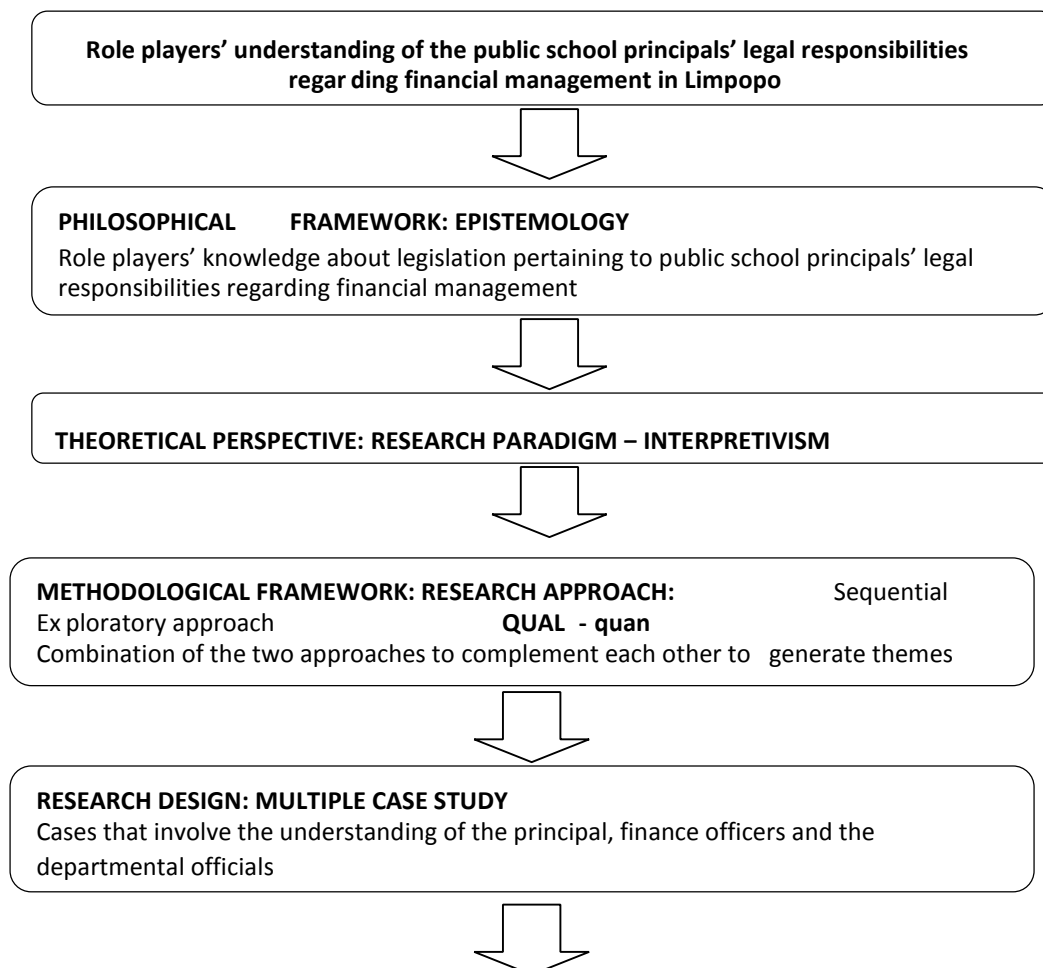 Role players’ understanding of the public school principals’ legal responsibilities
regar ding financial management in Limpopo
PHILOSOPHICAL FRAMEWORK: EPISTEMOLOGY
Role players’ knowledge about legislation pertaining to public school principals’ legal
responsibilities regarding financial management
THEORETICAL PERSPECTIVE: RESEARCH PARADIGM – INTERPRETIVISM
METHODOLOGICAL FRAMEWORK: RESEARCH APPROACH: Sequential
Ex ploratory approach QUAL - quan
Combination of the two approaches to complement each other to generate themes
RESEARCH DESIGN: MULTIPLE CASE STUDY
Cases that involve the understanding of the principal, finance officers and the
departmental officials